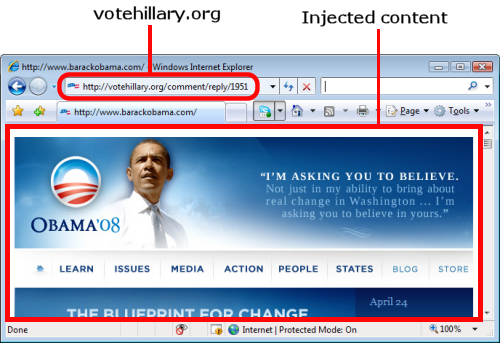 votehillary.org
Injected content
http://www.barackobama.com/ - Windows Internet Explorer
http://votehillary.org/comment/reply/1951
http://www.barackobama.com/
Page
Tools
"I'M ASKING YOU TO BELIEVE.
Not just in my ability to bring about
real change in Washington ... I'm
asking you to believe in yours."
OBAMA'08
LEARN ISSUES MEDIA ACTION PEOPLE STATES BLOG STORE
THE BLUEPRINT FOR CHANGE
April 24
Done
Internet | Protected Mode: On
100%